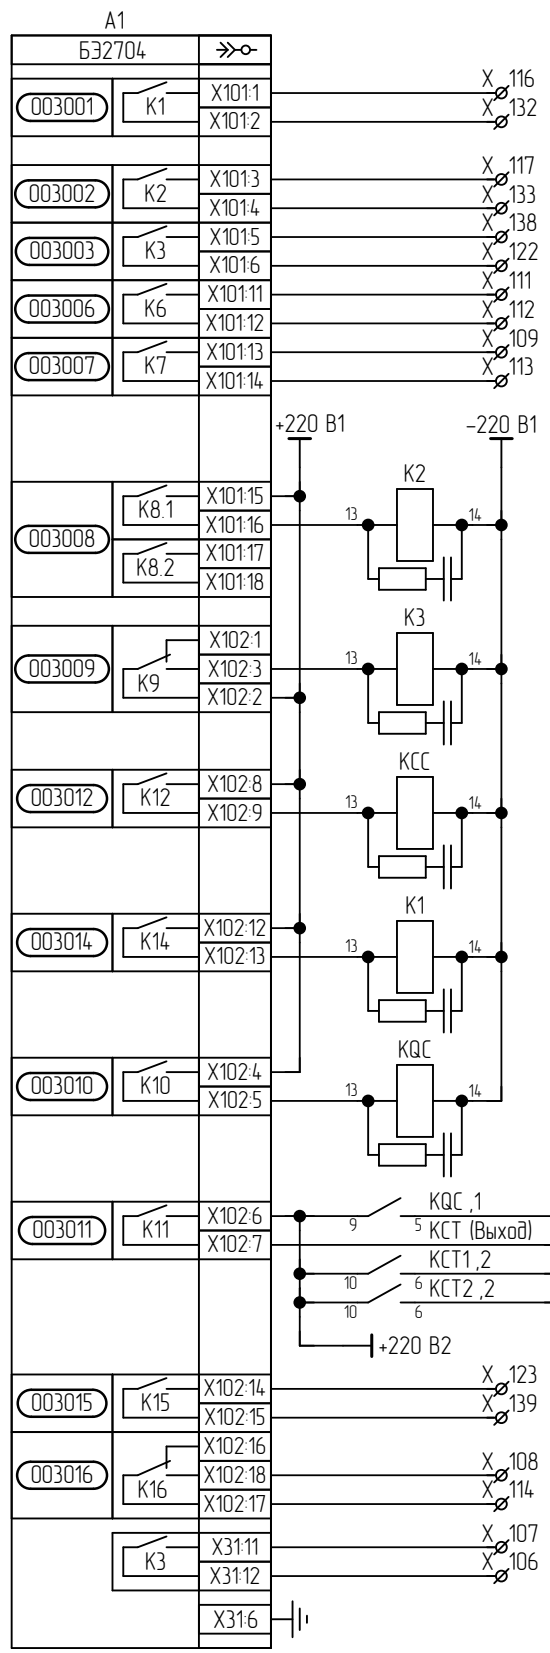 A1
БЭ2704
003001 K1 X101:1 X 116
X101:2 X 132
003002 K2 X101:3 X 117
X101:4 X 133
003003 K3 X101:5 X 138
X101:6 X 122
003006 K6 X101:11 X 111
X101:12 X 112
003007 K7 X101:13 X 109
X101:14 X 113
+220 В1 –220 В1
003008 K8.1 X101:15 K2
X101:16 13 14
K8.2 X101:17
X101:18
003009 K9 X102:1 K3
X102:3 13 14
X102:2
003012 K12 X102:8 КСС
X102:9 13 14
003014 K14 X102:12 K1
X102:13 13 14
003010 K10 X102:4 KQC
X102:5 13 14
003011 K11 X102:6 9 5 KQC ,1
X102:7 КСТ (Выход)
10 6 КСТ1 ,2
10 6 КСТ2 ,2
+220 В2
003015 K15 X102:14 X 123
X102:15 X 139
003016 K16 X102:16
X102:18 X 108
X102:17 X 114
K3 X31:11 X 107
X31:12 X 106
X31:6